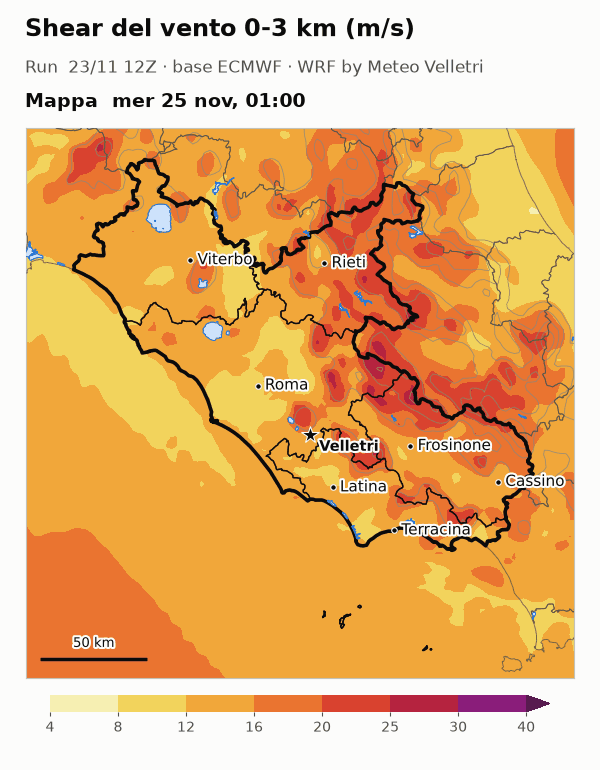 Shear del vento 0-3 km (m/s)
Run  23/11 12Z · base ECMWF · WRF by Meteo Velletri
Mappa  mer 25 nov, 01:00
Viterbo
Rieti
Roma
Velletri
Frosinone
Cassino
Latina
Terracina
50 km
4 8 12 16 20 25 30 40